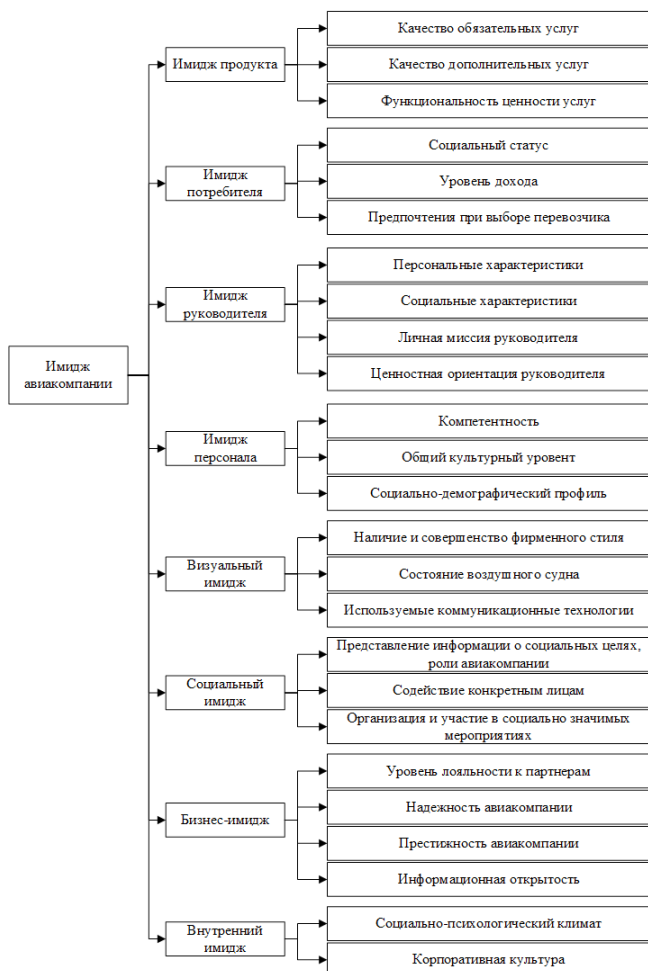 Имидж
авиакомпании
Имидж продукта
Качество обязательных услуг
Качество дополнительных услуг
Функциональность ценности услуг
Имидж
потребителя
Социальный статус
Уровень дохода
Предпочтения при выборе перевозчика
Имидж
руководителя
Персональные характеристики
Социальные характеристики
Личная миссия руководителя
Ценностная ориентация руководителя
Имидж
персонала
Компетентность
Общий культурный уровент
Социально-демографический профиль
Визуальный
имидж
Наличие и совершенство фирменного стиля
Состояние воздушного судна
Используемые коммуникационные технологии
Социальный
имидж
Представление информации о социальных целях,
роли авиакомпании
Содействие конкретным лицам
Организация и участие в социально значимых
мероприятиях
Бизнес-имидж
Уровень лояльности к партнерам
Надежность авиакомпании
Престижность авиакомпании
Информационная открытость
Внутренний
имидж
Социально-психологический климат
Корпоративная культура